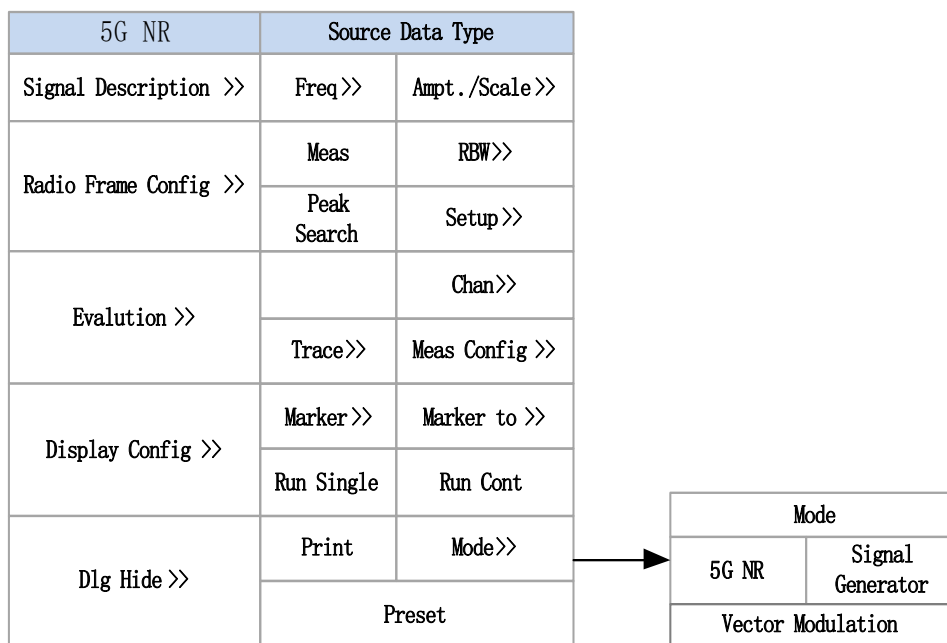 5G NR
Source Data Type
Signal Description >>
Freq>>
Ampt./Scale>>
Radio Frame Config >>
Meas
RBW>>
Peak
Search
Setup>>
Evalution >>
Chan>>
Trace>>
Meas Config >>
Display Config >>
Marker>>
Marker to >>
Run Single
Run Cont
Dlg Hide >>
Print
Mode>>
Preset
Mode
5G NR
Signal
Generator
Vector Modulation